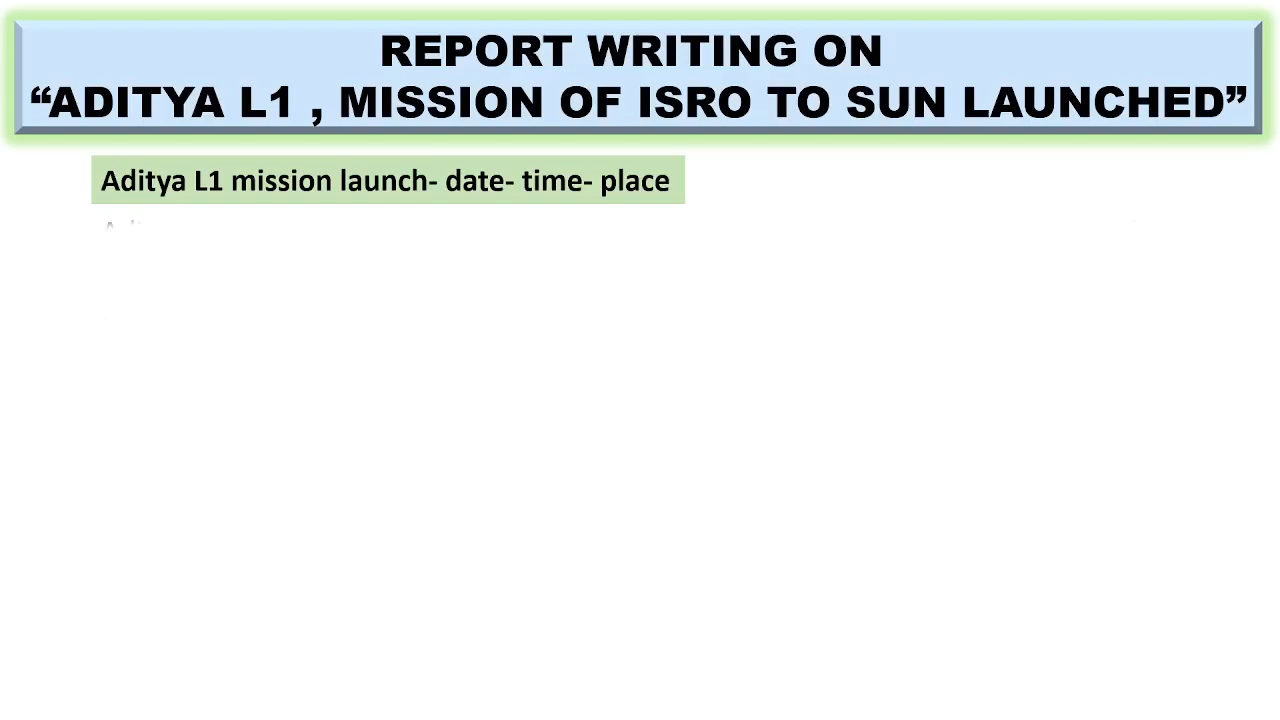 REPORT WRITING ON
“ADITYA L1 , MISSION OF ISRO TO SUN LAUNCHED”
Aditya L1 mission launch- date- time- place